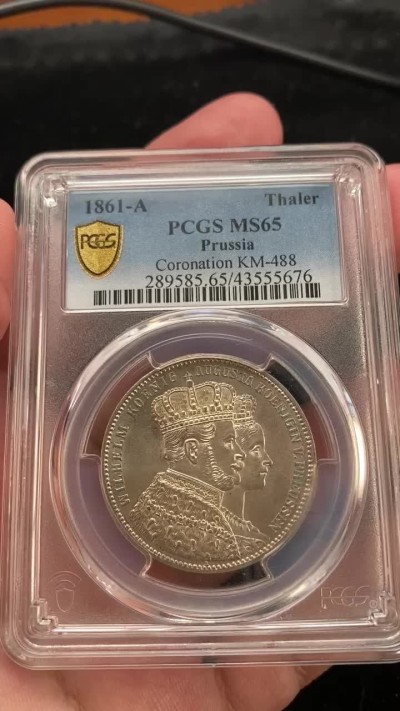 1861-A Thaler
PCGS MS65
Prussia
Coronation KM-488
289585.65/43555676
PCGS
WILHELM KOENIG AUGUSTA KOENIGIN V.PREUSSEN
PCGS